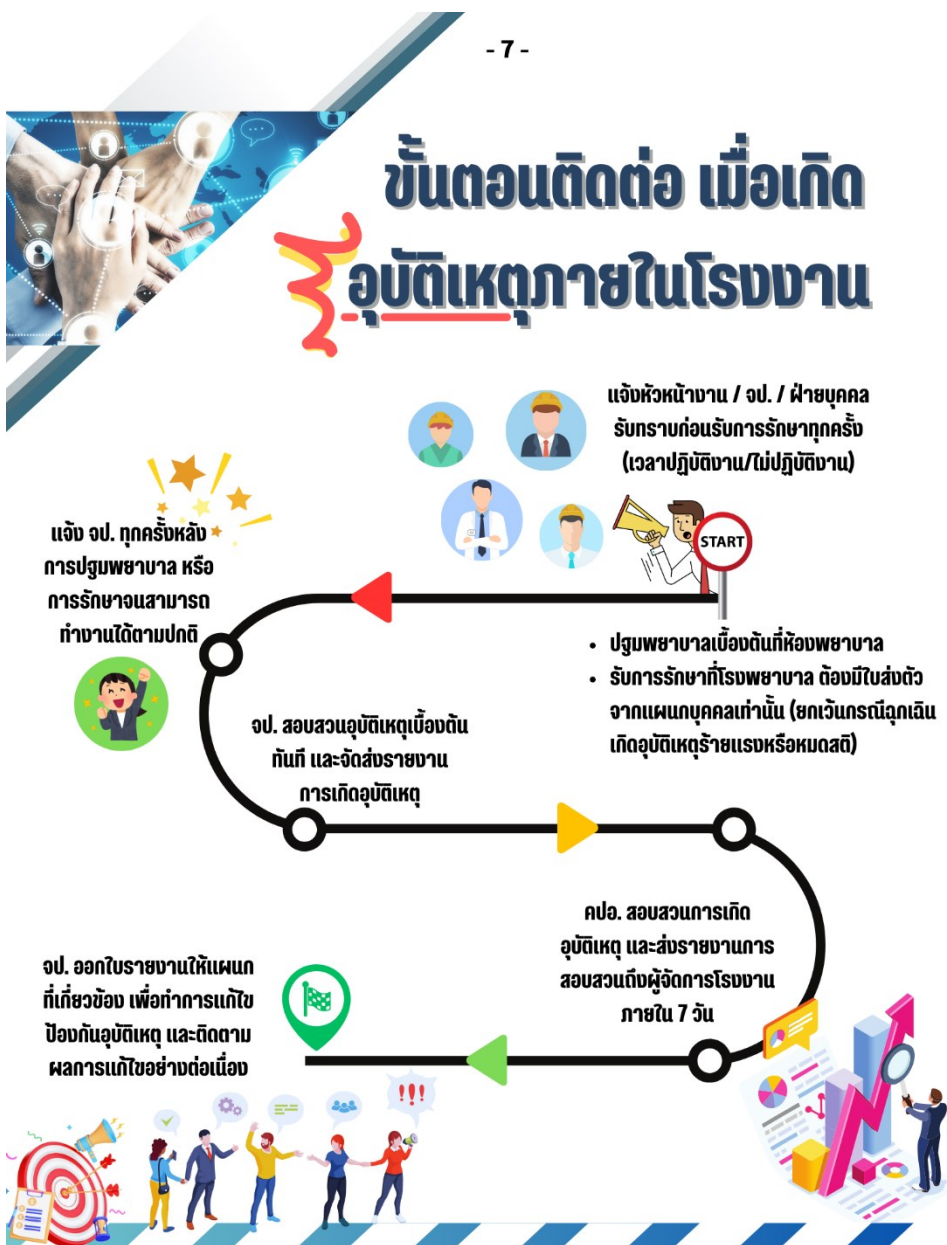 - 7 -
ขั้นตอนติดต่อ เมื่อเกิด
อุบัติเหตุภายในโรงงาน
แจ้งหัวหน้างาน / จป. / ฝ่ายบุคคล
รับทราบก่อนรับการรักษาทุกครั้ง
(เวลาปฏิบัติงาน/ไม่ปฏิบัติงาน)
START
• ปฐมพยาบาลเบื้องต้นที่ห้องพยาบาล
• รับการรักษาที่โรงพยาบาล ต้องมีใบส่งตัว
จากแผนกบุคคลเท่านั้น (ยกเว้นกรณีฉุกเฉิน
เกิดอุบัติเหตุร้ายแรงหรือหมดสติ)
แจ้ง จป. ทุกครั้งหลัง
การปฐมพยาบาล หรือ
การรักษาจนสามารถ
ทำงานได้ตามปกติ
จป. สอบสวนอุบัติเหตุเบื้องต้น
ทันที และจัดส่งรายงาน
การเกิดอุบัติเหตุ
คปอ. สอบสวนการเกิด
อุบัติเหตุ และส่งรายงานการ
สอบสวนถึงผู้จัดการโรงงาน
ภายใน 7 วัน
จป. ออกใบรายงานให้แผนก
ที่เกี่ยวข้อง เพื่อทำการแก้ไข
ป้องกันอุบัติเหตุ และติดตาม
ผลการแก้ไขอย่างต่อเนื่อง
!!!